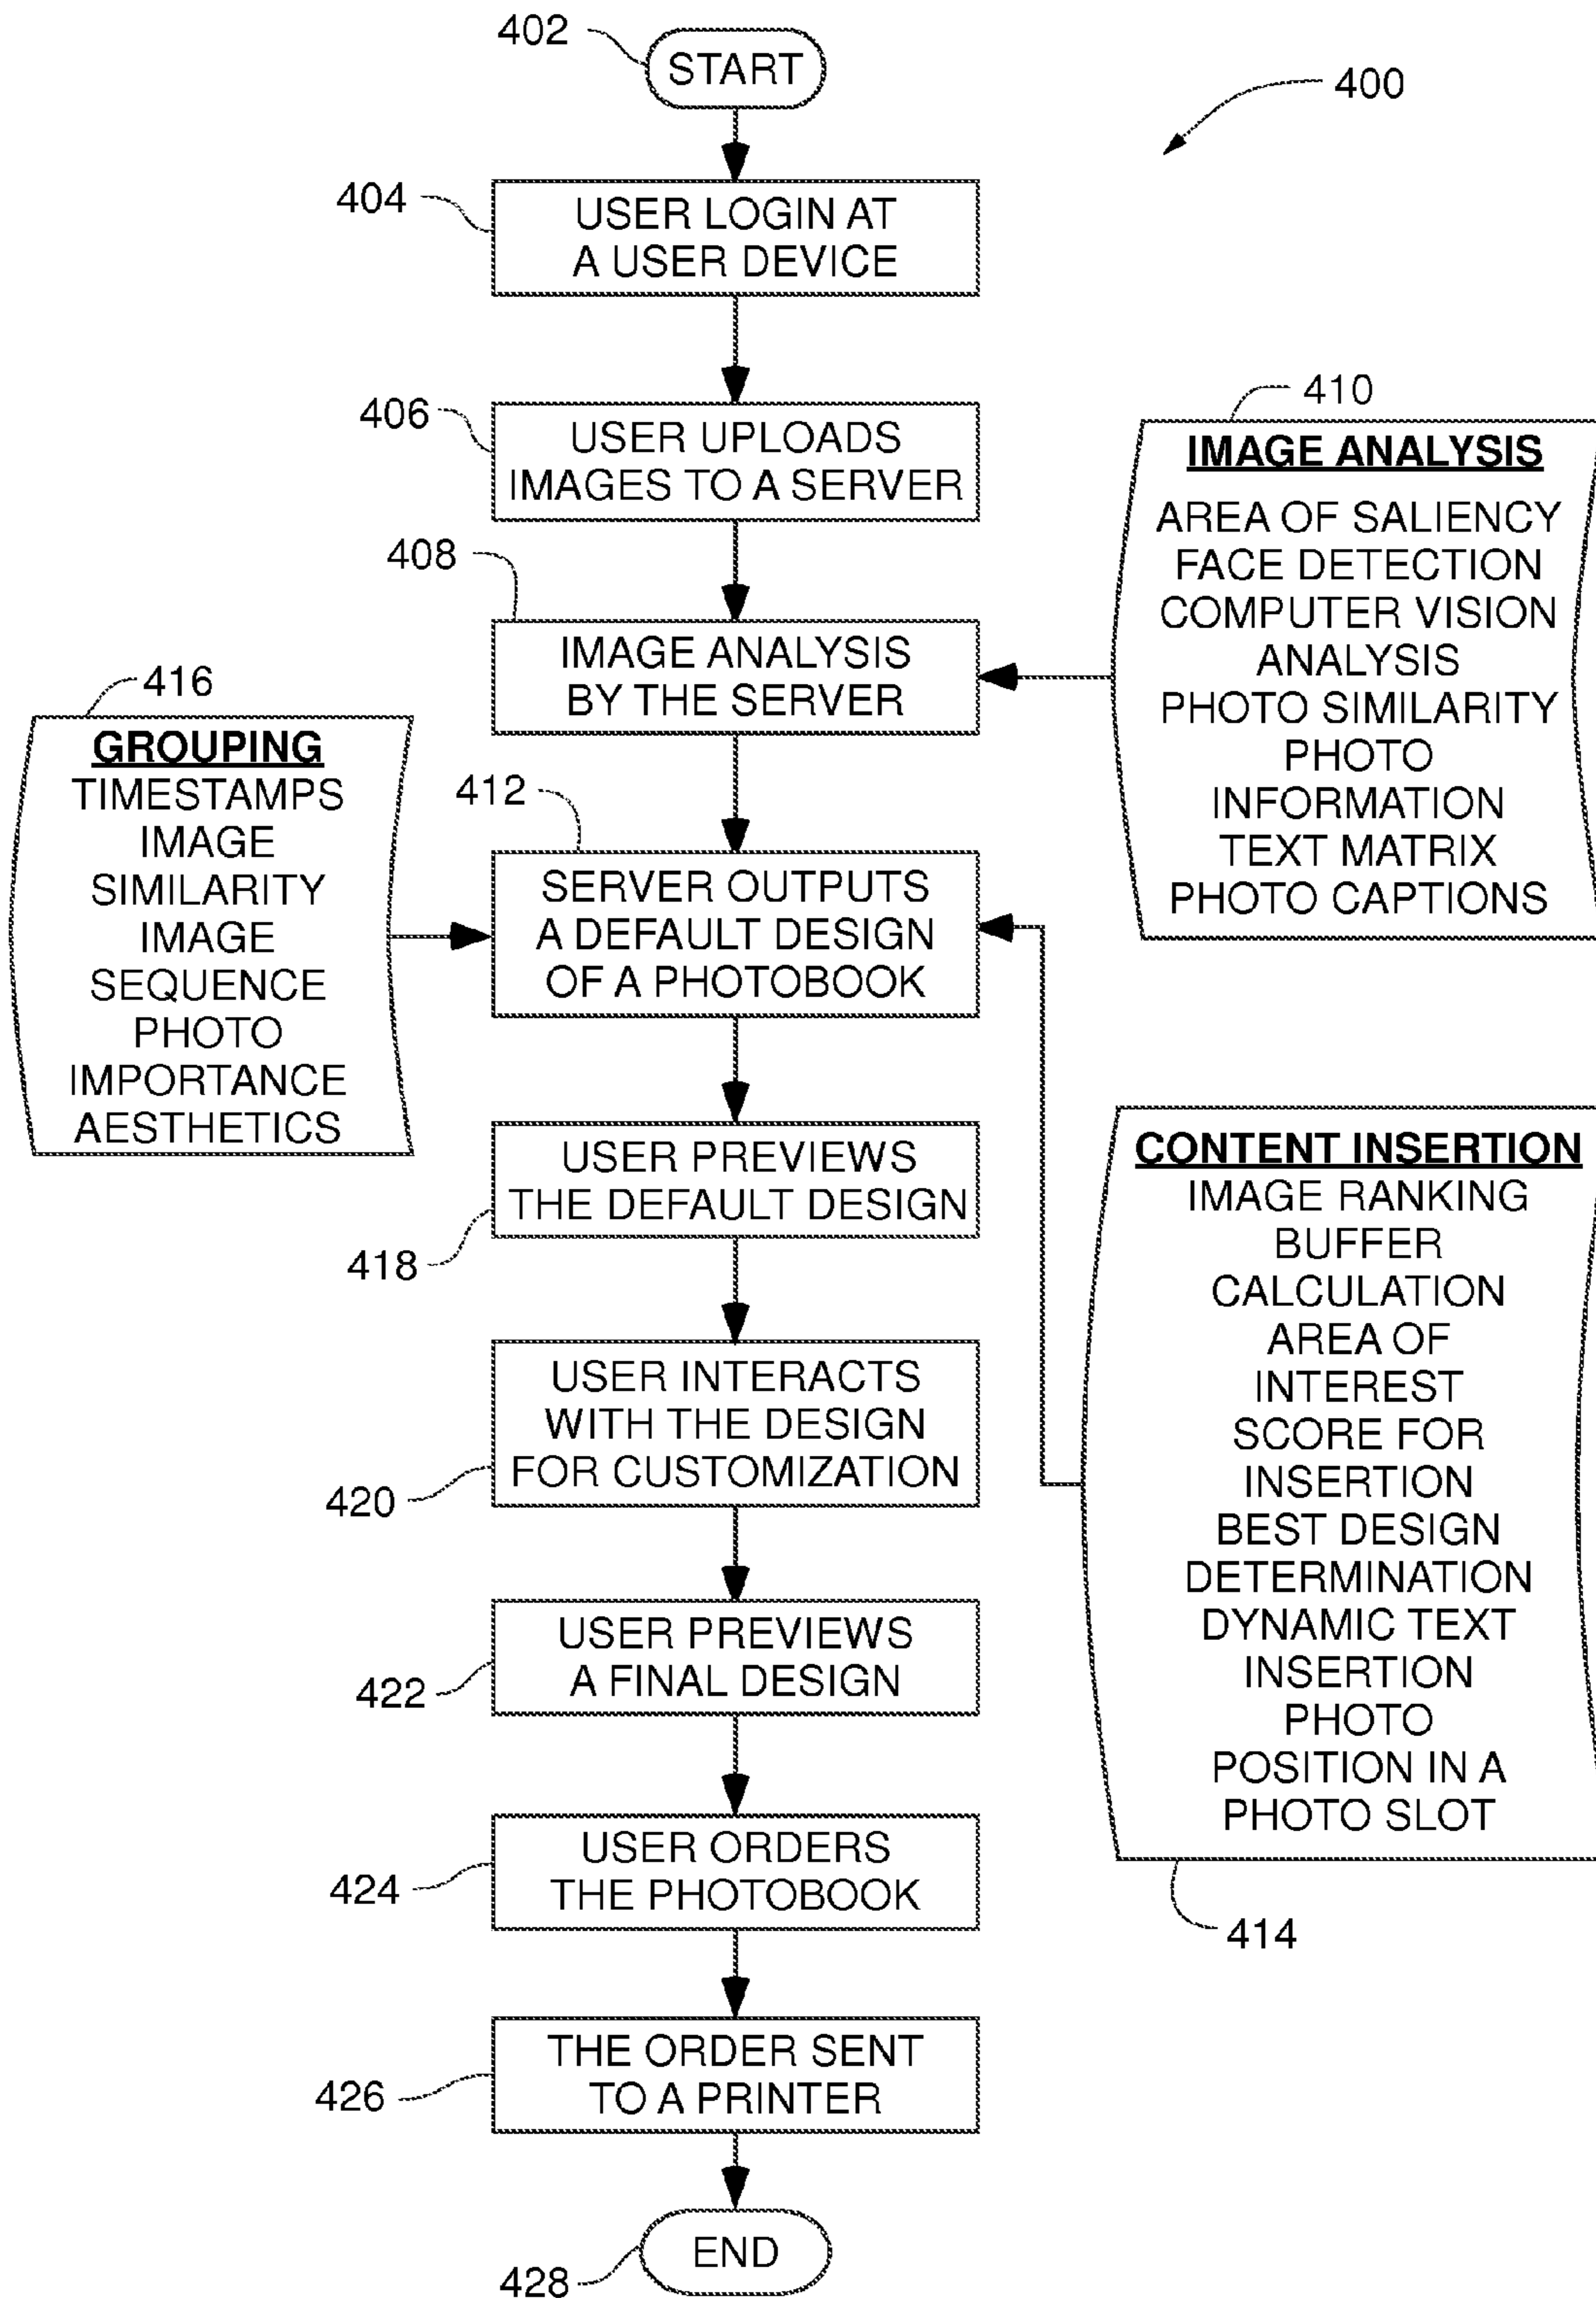 402
START
400
404
USER LOGIN AT
A USER DEVICE
406
USER UPLOADS
IMAGES TO A SERVER
408
IMAGE ANALYSIS
BY THE SERVER
410
IMAGE ANALYSIS
AREA OF SALIENCY
FACE DETECTION
COMPUTER VISION
ANALYSIS
PHOTO SIMILARITY
PHOTO
INFORMATION
TEXT MATRIX
PHOTO CAPTIONS
416
GROUPING
TIMESTAMPS
IMAGE
SIMILARITY
IMAGE
SEQUENCE
PHOTO
IMPORTANCE
AESTHETICS
412
SERVER OUTPUTS
A DEFAULT DESIGN
OF A PHOTOBOOK
CONTENT INSERTION
IMAGE RANKING
BUFFER
CALCULATION
AREA OF
INTEREST
SCORE FOR
INSERTION
BEST DESIGN
DETERMINATION
DYNAMIC TEXT
INSERTION
PHOTO
POSITION IN A
PHOTO SLOT
414
USER PREVIEWS
THE DEFAULT DESIGN
418
USER INTERACTS
WITH THE DESIGN
FOR CUSTOMIZATION
420
USER PREVIEWS
A FINAL DESIGN
422
USER ORDERS
THE PHOTOBOOK
424
THE ORDER SENT
TO A PRINTER
426
END
428